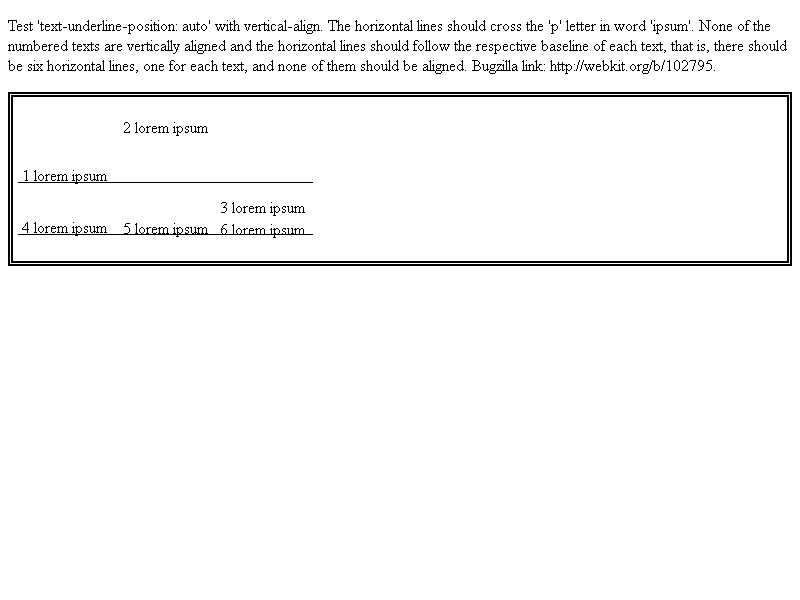 Test 'text-underline-position: auto' with vertical-align. The horizontal lines should cross the 'p' letter in word 'ipsum'. None of the
numbered texts are vertically aligned and the horizontal lines should follow the respective baseline of each text, that is, there should
be six horizontal lines, one for each text, and none of them should be aligned. Bugzilla link: http://webkit.org/b/102795.
2 lorem ipsum
1 lorem ipsum
3 lorem ipsum
4 lorem ipsum 5 lorem ipsum 6 lorem ipsum